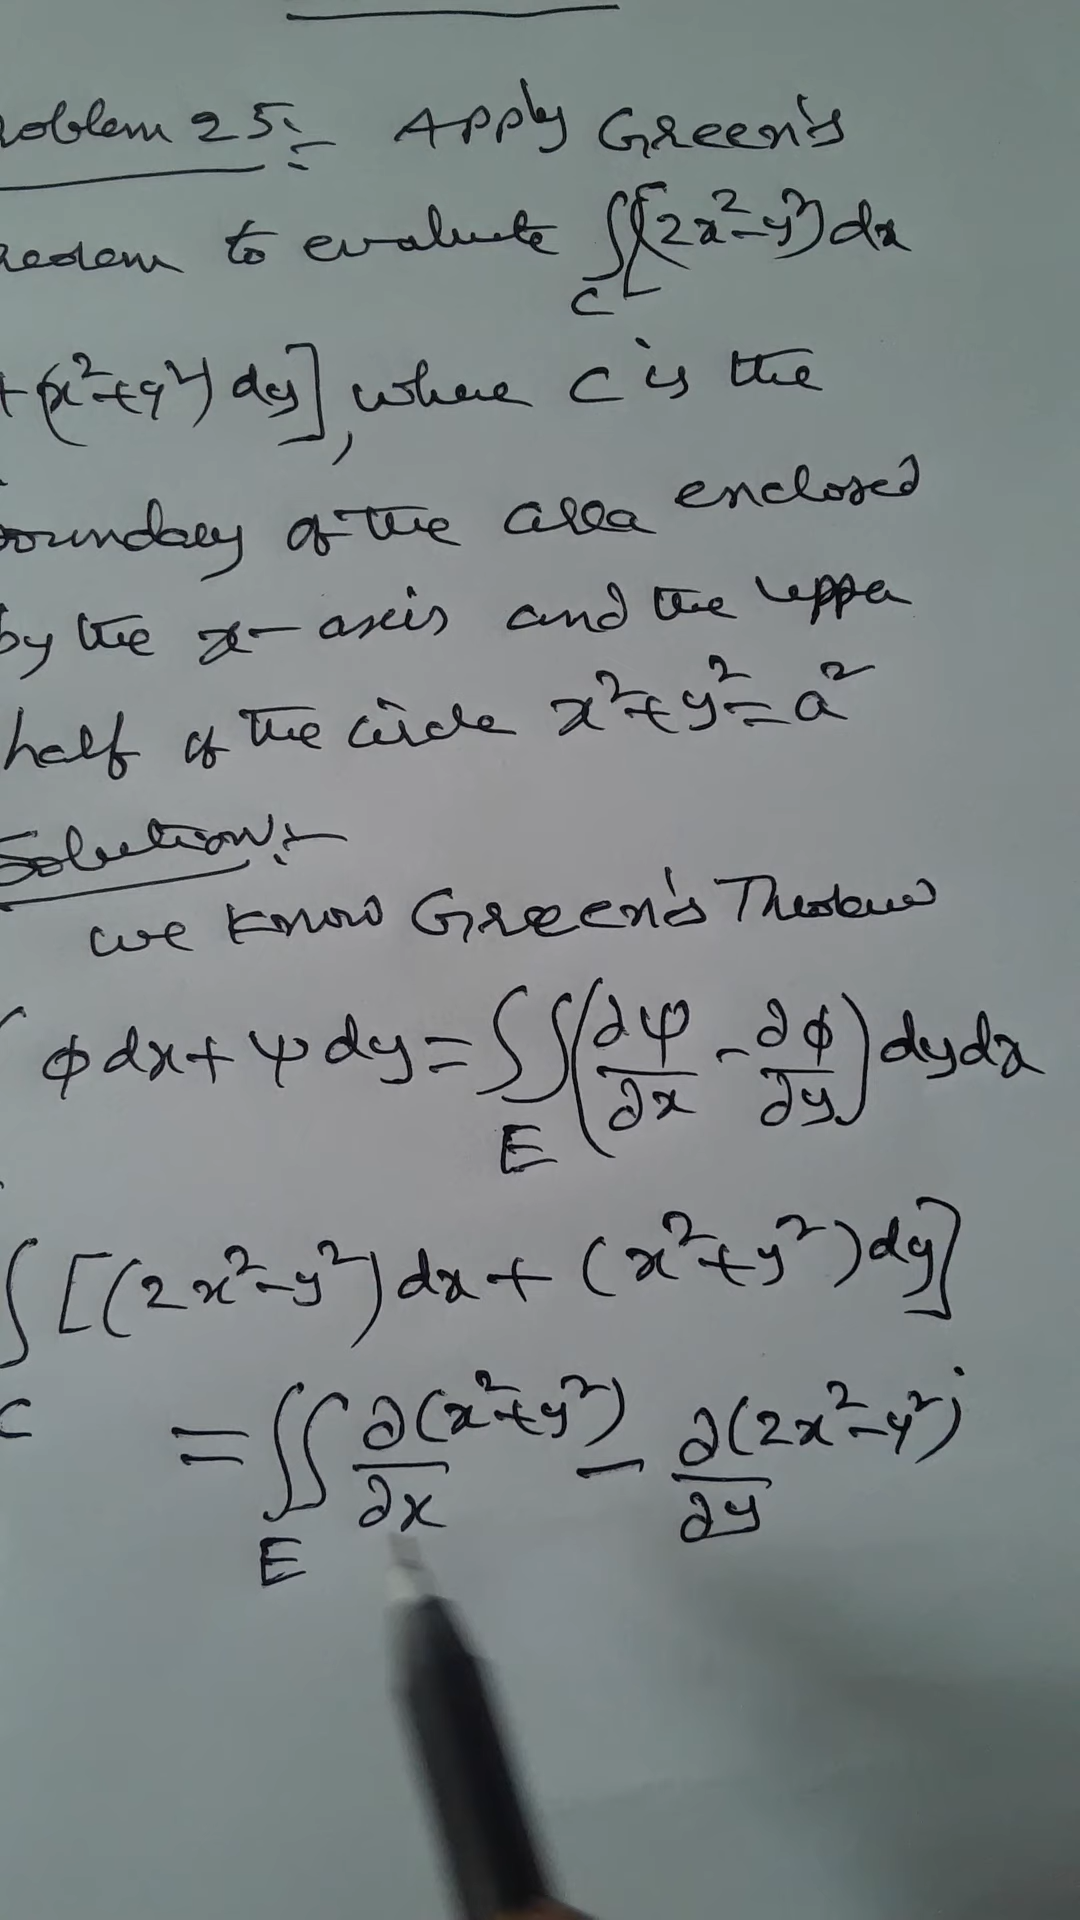 roblem 25:- Apply Green's
heorem to evaluate ∫_C [(2x²-y²) dx
+ (x²+y²) dy], where C is the
boundary of the area enclosed
by the x-axis and the upper
half of the circle x²+y²=a²
Solution:-
we know Green's Theorem
∫ φ dx + ψ dy = ∬_E (∂ψ/∂x - ∂φ/∂y) dy dx
∫_C [(2x²-y²) dx + (x²+y²) dy]
= ∬_E ∂(x²+y²)/∂x - ∂(2x²-y²)/∂y